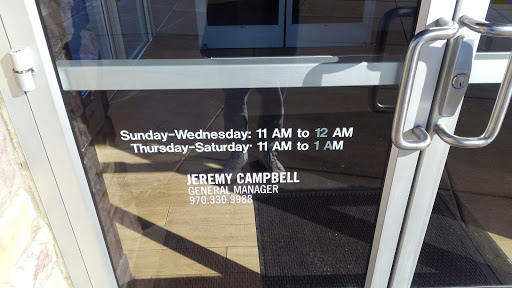 Sunday-Wednesday: 11 AM to 12 AM
Thursday-Saturday: 11 AM to 1 AM
JEREMY CAMPBELL
GENERAL MANAGER
970.330.9988